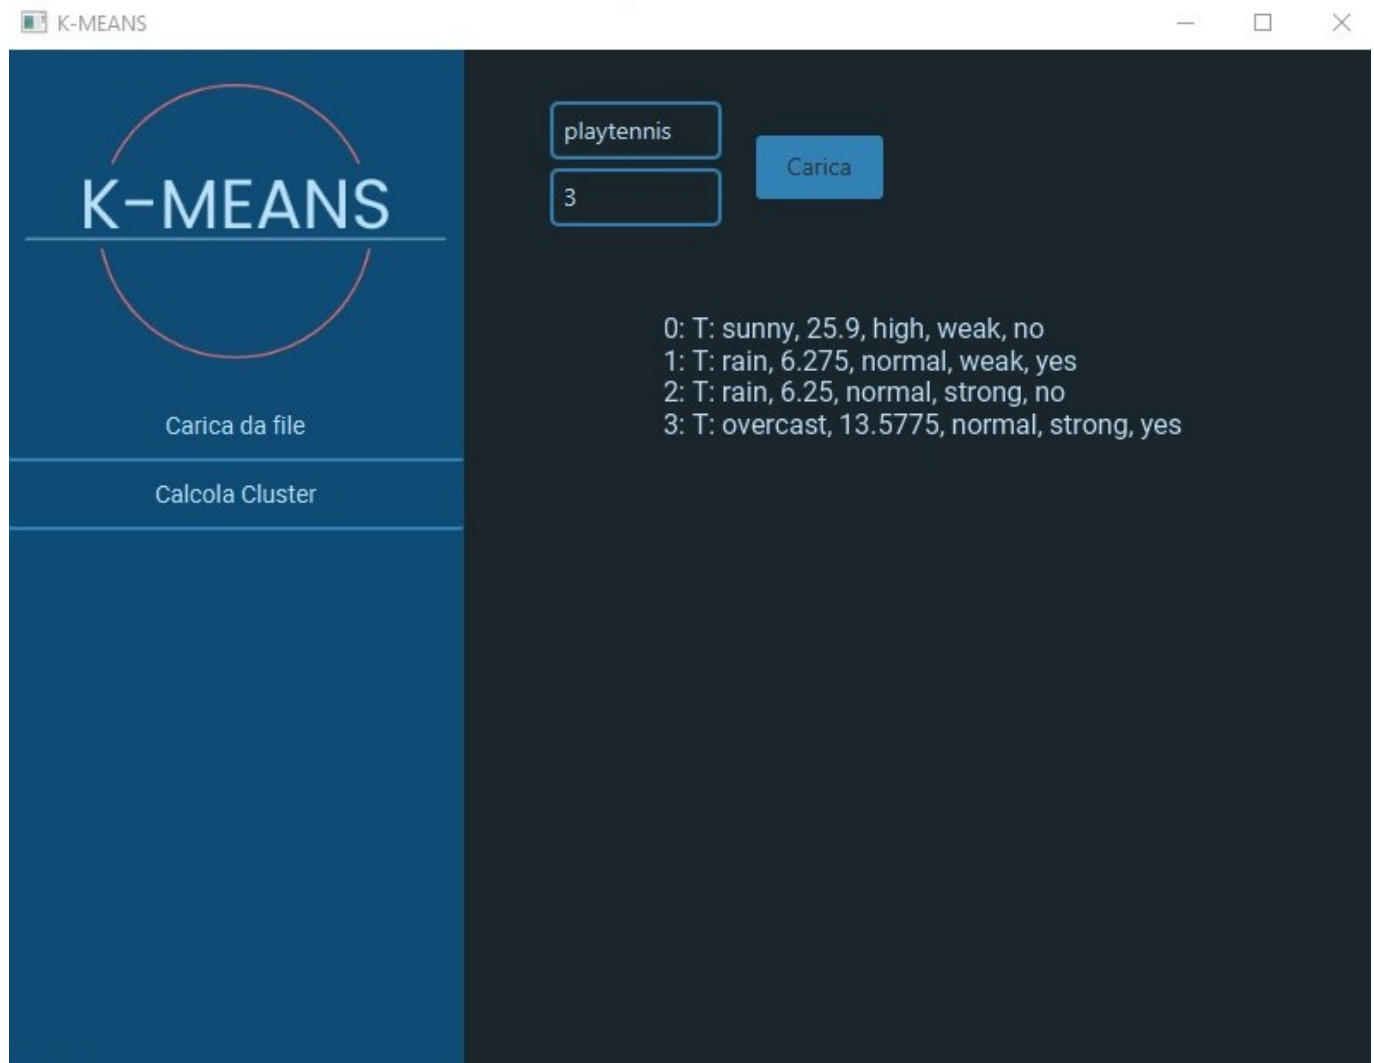 K-MEANS
K-MEANS
Carica da file
Calcola Cluster
playtennis
3
Carica
0: T: sunny, 25.9, high, weak, no
1: T: rain, 6.275, normal, weak, yes
2: T: rain, 6.25, normal, strong, no
3: T: overcast, 13.5775, normal, strong, yes